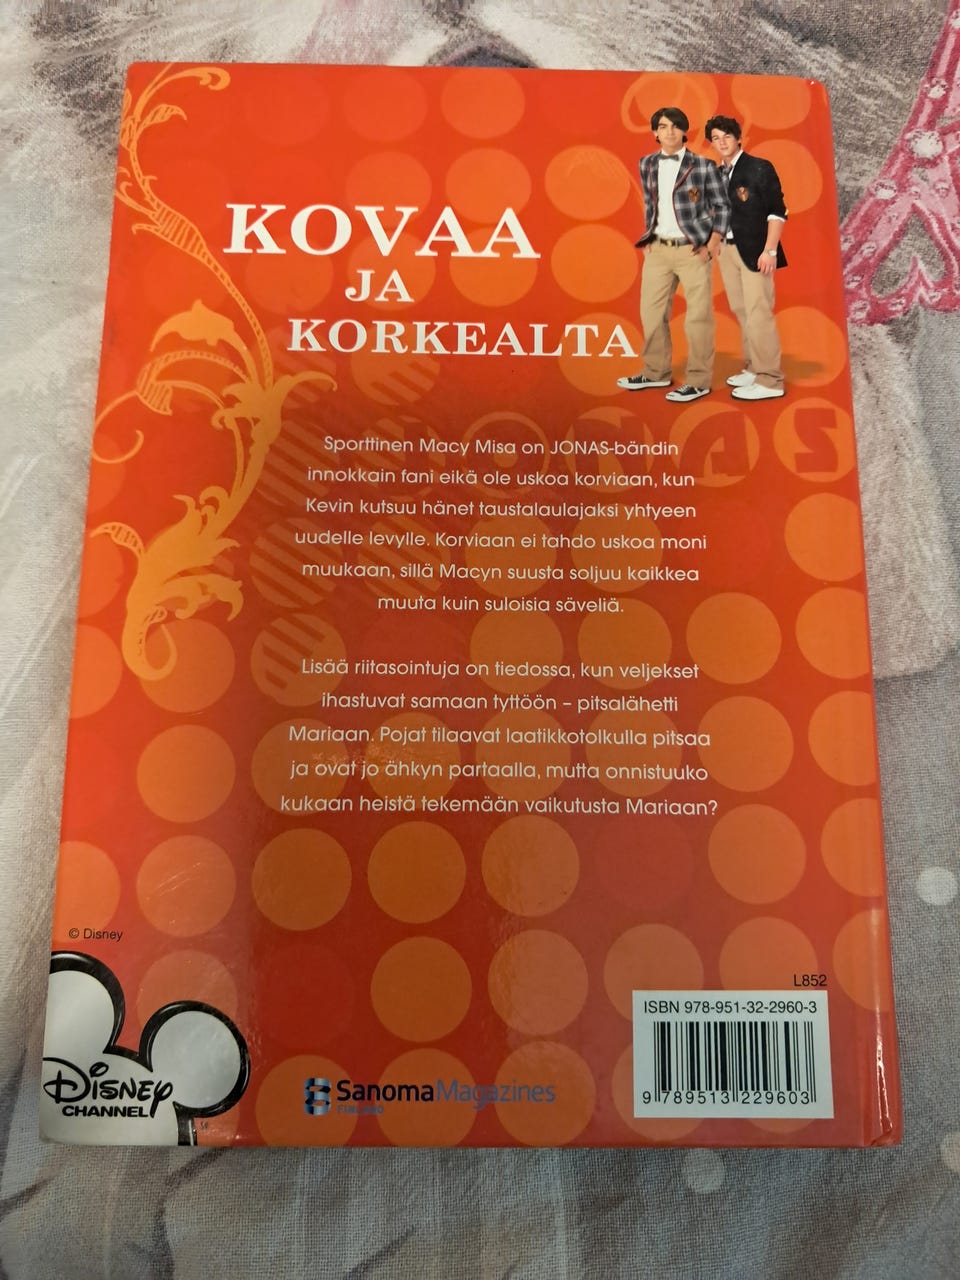 KOVAA
JA
KORKEALTA
JONAS
Sporttinen Macy Misa on JONAS-bändin
innokkain fani eikä ole uskoa korviaan, kun
Kevin kutsuu hänet taustalaulajaksi yhtyeen
uudelle levylle. Korviaan ei tahdo uskoa moni
muukaan, sillä Macyn suusta soljuu kaikkea
muuta kuin suloisia säveliä.
Lisää riitasointuja on tiedossa, kun veljekset
ihastuvat samaan tyttöön – pitsalähetti
Mariaan. Pojat tilaavat laatikkotolkulla pitsaa
ja ovat jo ähkyn partaalla, mutta onnistuuko
kukaan heistä tekemään vaikutusta Mariaan?
© Disney
DISNEY
CHANNEL
SanomaMagazines
FINLAND
L852
ISBN 978-951-32-2960-3
9 789513 229603